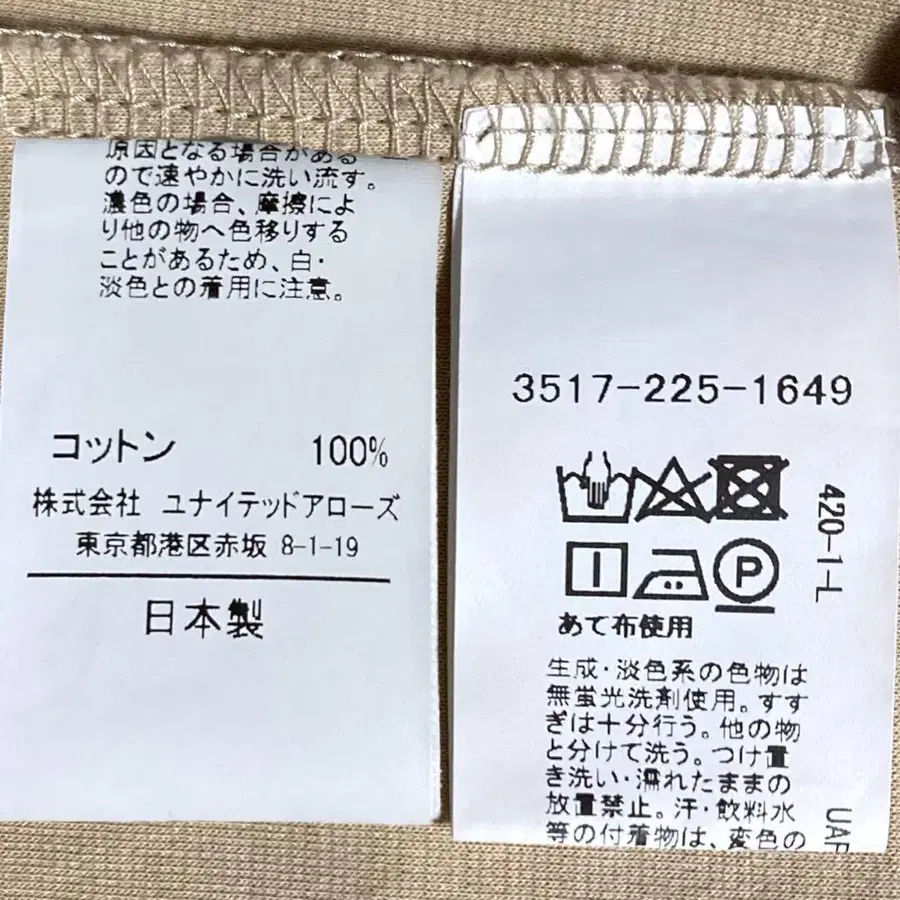 原因となる場合がある
ので速やかに洗い流す。
濃色の場合、摩擦によ
り他の物へ色移りする
ことがあるため、白・
淡色との着用に注意。
コットン 100%
株式会社 ユナイテッドアローズ
東京都港区赤坂 8-1-19
日本製
3517-225-1649
P
420-1-L
あて布使用
生成・淡色系の色物は
無蛍光洗剤使用。すす
ぎは十分行う。他の物
と分けて洗う。つけ置
き洗い・濡れたままの
放置禁止。汗・飲料水
等の付着物は、変色の